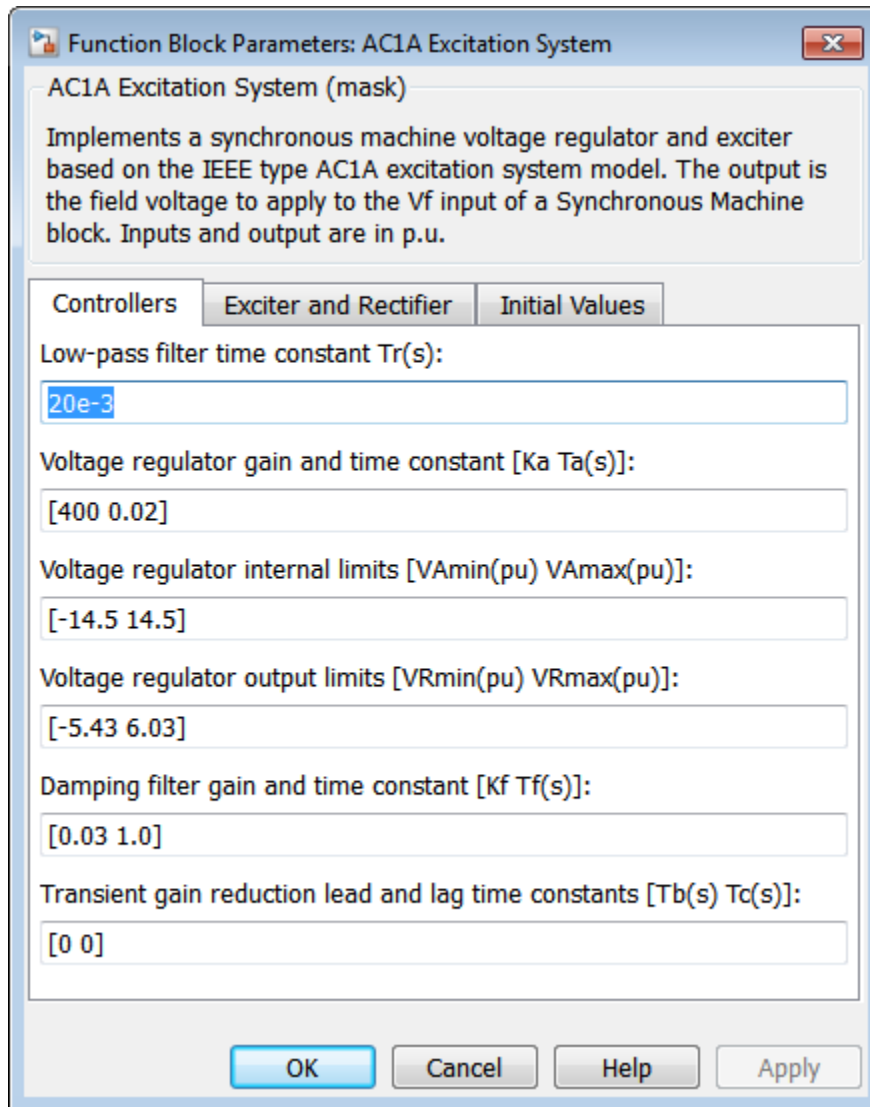 Function Block Parameters: AC1A Excitation System
AC1A Excitation System (mask)
Implements a synchronous machine voltage regulator and exciter
based on the IEEE type AC1A excitation system model. The output is
the field voltage to apply to the Vf input of a Synchronous Machine
block. Inputs and output are in p.u.
Controllers Exciter and Rectifier Initial Values
Low-pass filter time constant Tr(s):
20e-3
Voltage regulator gain and time constant [Ka Ta(s)]:
[400 0.02]
Voltage regulator internal limits [VAmin(pu) VAmax(pu)]:
[-14.5 14.5]
Voltage regulator output limits [VRmin(pu) VRmax(pu)]:
[-5.43 6.03]
Damping filter gain and time constant [Kf Tf(s)]:
[0.03 1.0]
Transient gain reduction lead and lag time constants [Tb(s) Tc(s)]:
[0 0]
OK Cancel Help Apply